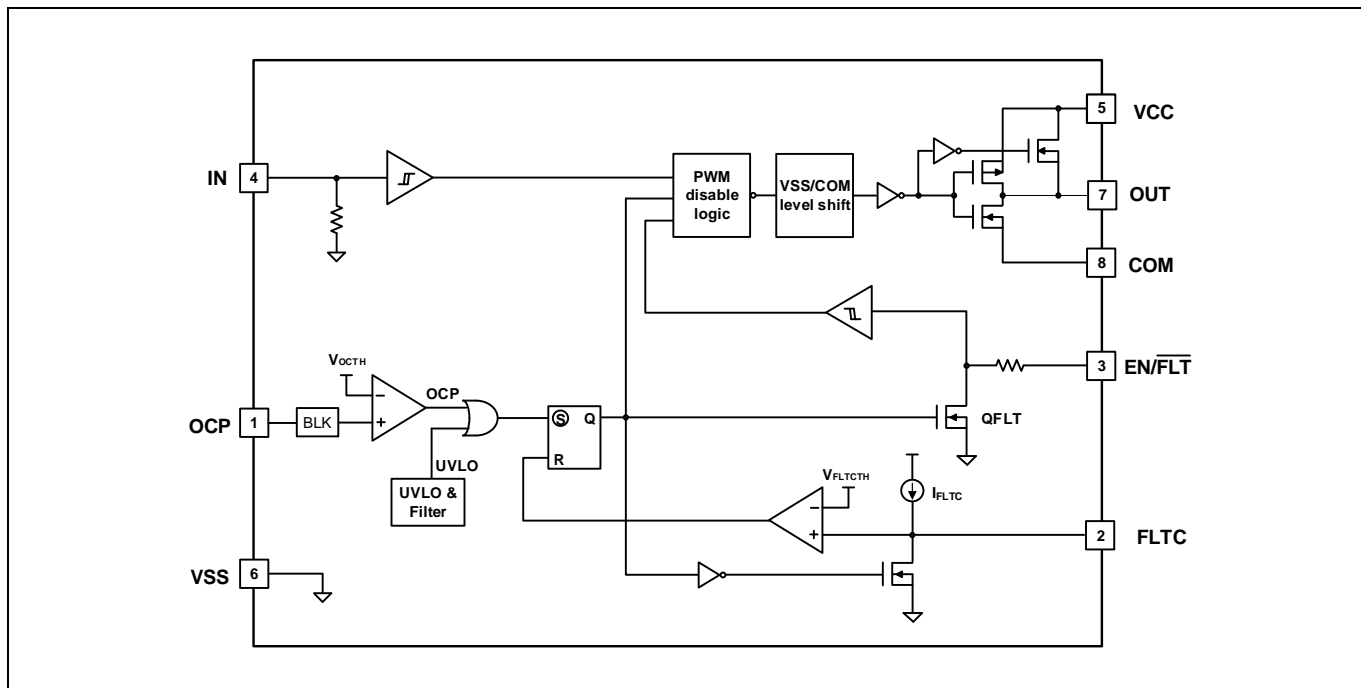 5
VCC
4
IN
PWM
disable
logic
VSS/COM
level shift
7
OUT
8
COM
VOCTH
3
EN/FLT
OCP
1
BLK
−
+
OCP
S
Q
R
QFLT
UVLO
UVLO &
Filter
VFLTCTH
−
+
IFLTC
2
FLTC
6
VSS